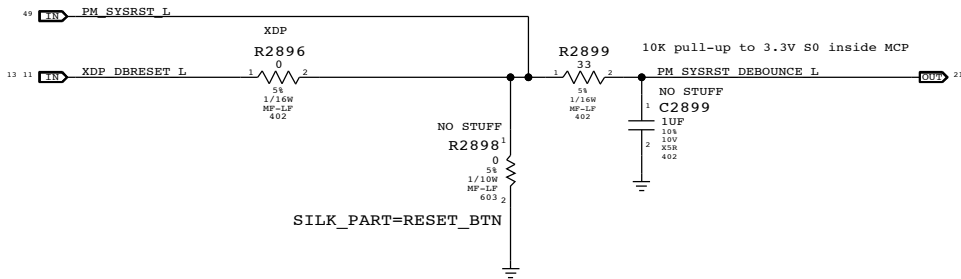 49 IN PM_SYSRST_L
XDP
R2896
0
1 2
5%
1/16W
MF-LF
402
13 11 IN XDP_DBRESET_L
R2899
33
1 2
5%
1/16W
MF-LF
402
10K pull-up to 3.3V S0 inside MCP
PM_SYSRST_DEBOUNCE_L
OUT 21
NO STUFF
C2899
1
1UF
10%
10V
X5R
402
2
NO STUFF
R2898
1
0
5%
1/10W
MF-LF
603
2
SILK_PART=RESET_BTN